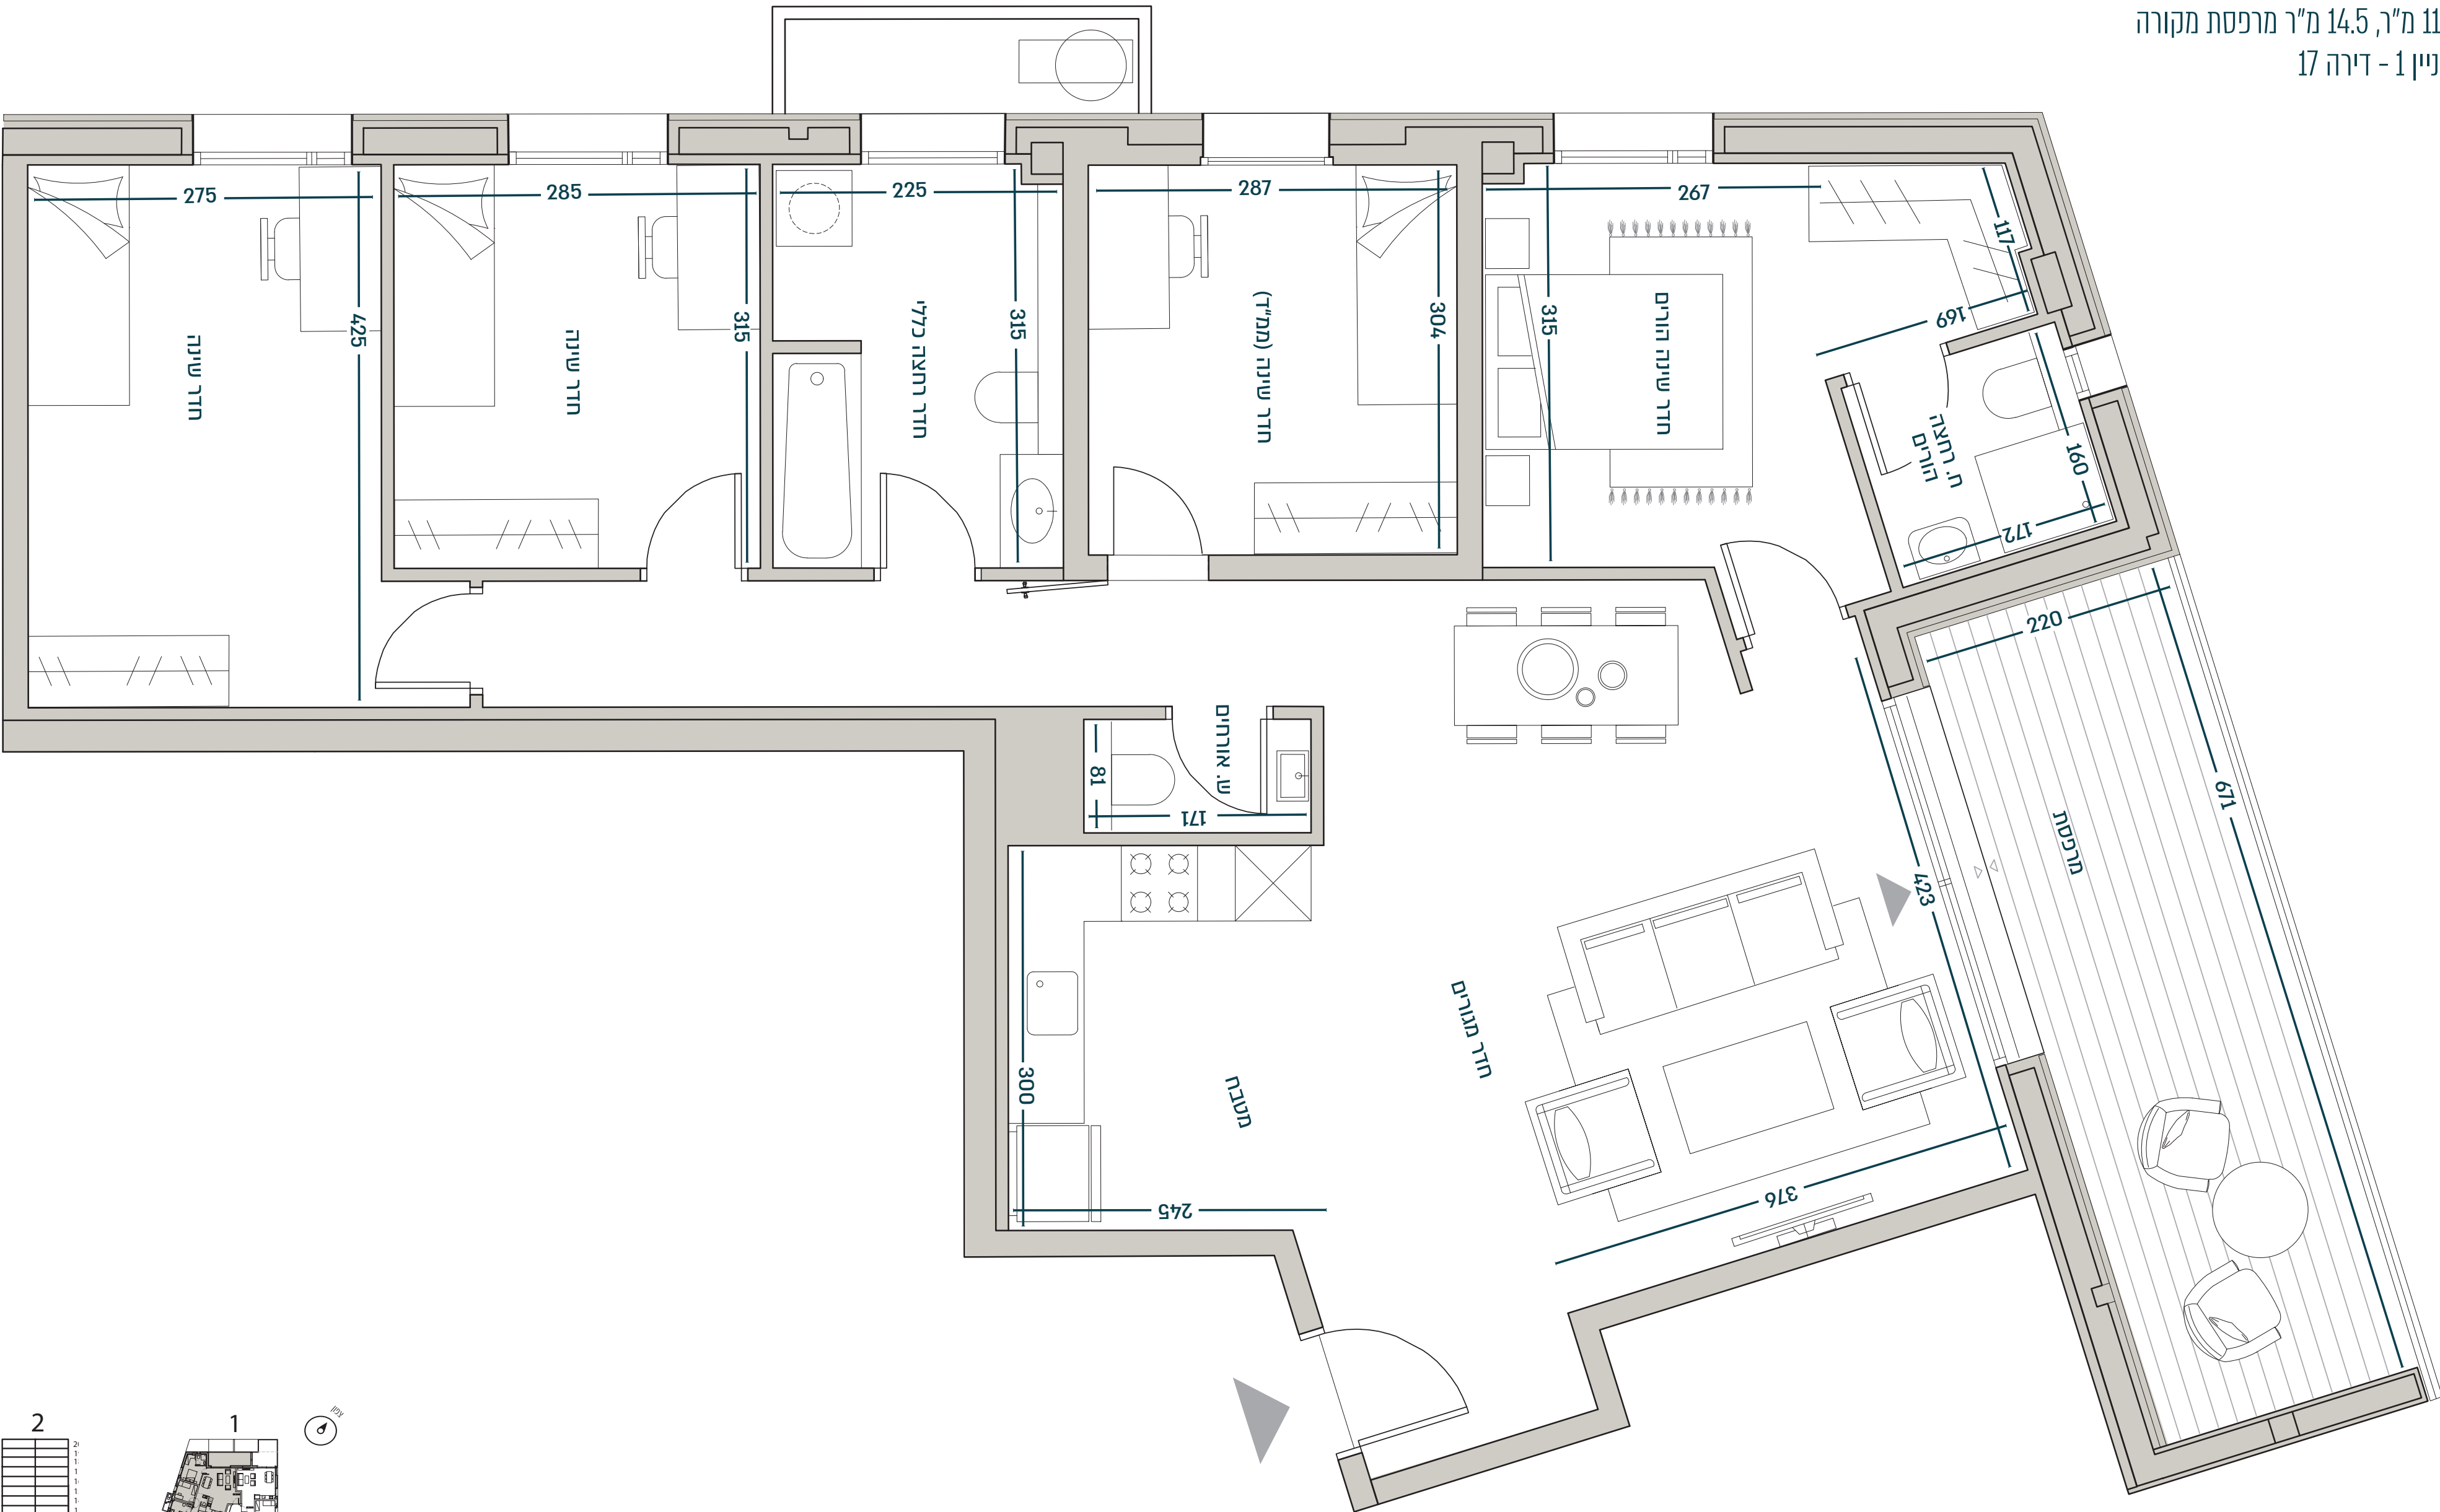 11 מ"ר, 14.5 מ"ר מרפסת מקורה
ניין 1 - דירה 17
275
285
225
287
267
117
425
315
315
304
315
169
חדר שינה
חדר שינה
חדר רחצה כללי
חדר שינה (ממ"ד)
חדר שינה הורים
ח. רחצה
הורים
160
172
220
671
מרפסת
423
ש. אורחים
81
171
300
245
מטבח
חדר מגורים
376
2
1
צפון